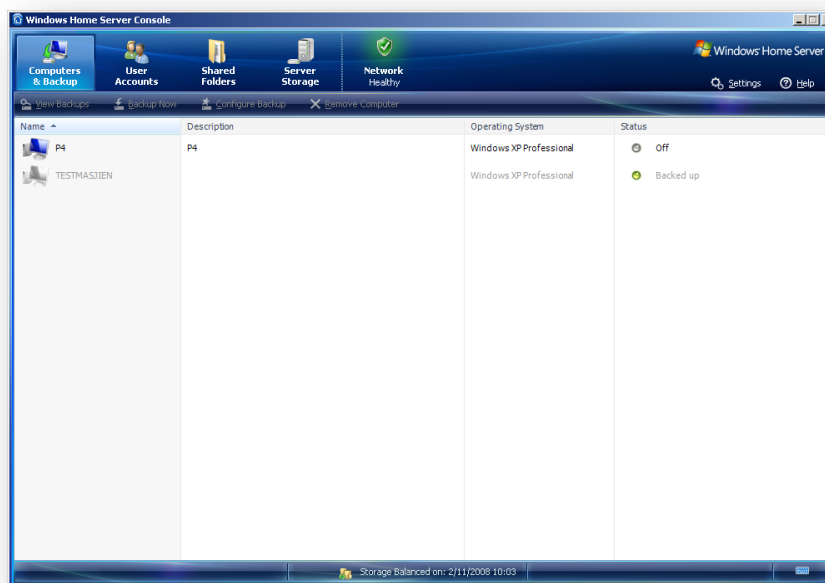 Windows Home Server Console
Computers & Backup
User Accounts
Shared Folders
Server Storage
Network
Healthy
Windows Home Server
Settings
Help
View Backups
Backup Now
Configure Backup
Remove Computer
Name
Description
Operating System
Status
P4
P4
Windows XP Professional
Off
TESTMASJIEN
Windows XP Professional
Backed up
Storage Balanced on: 2/11/2008 10:03